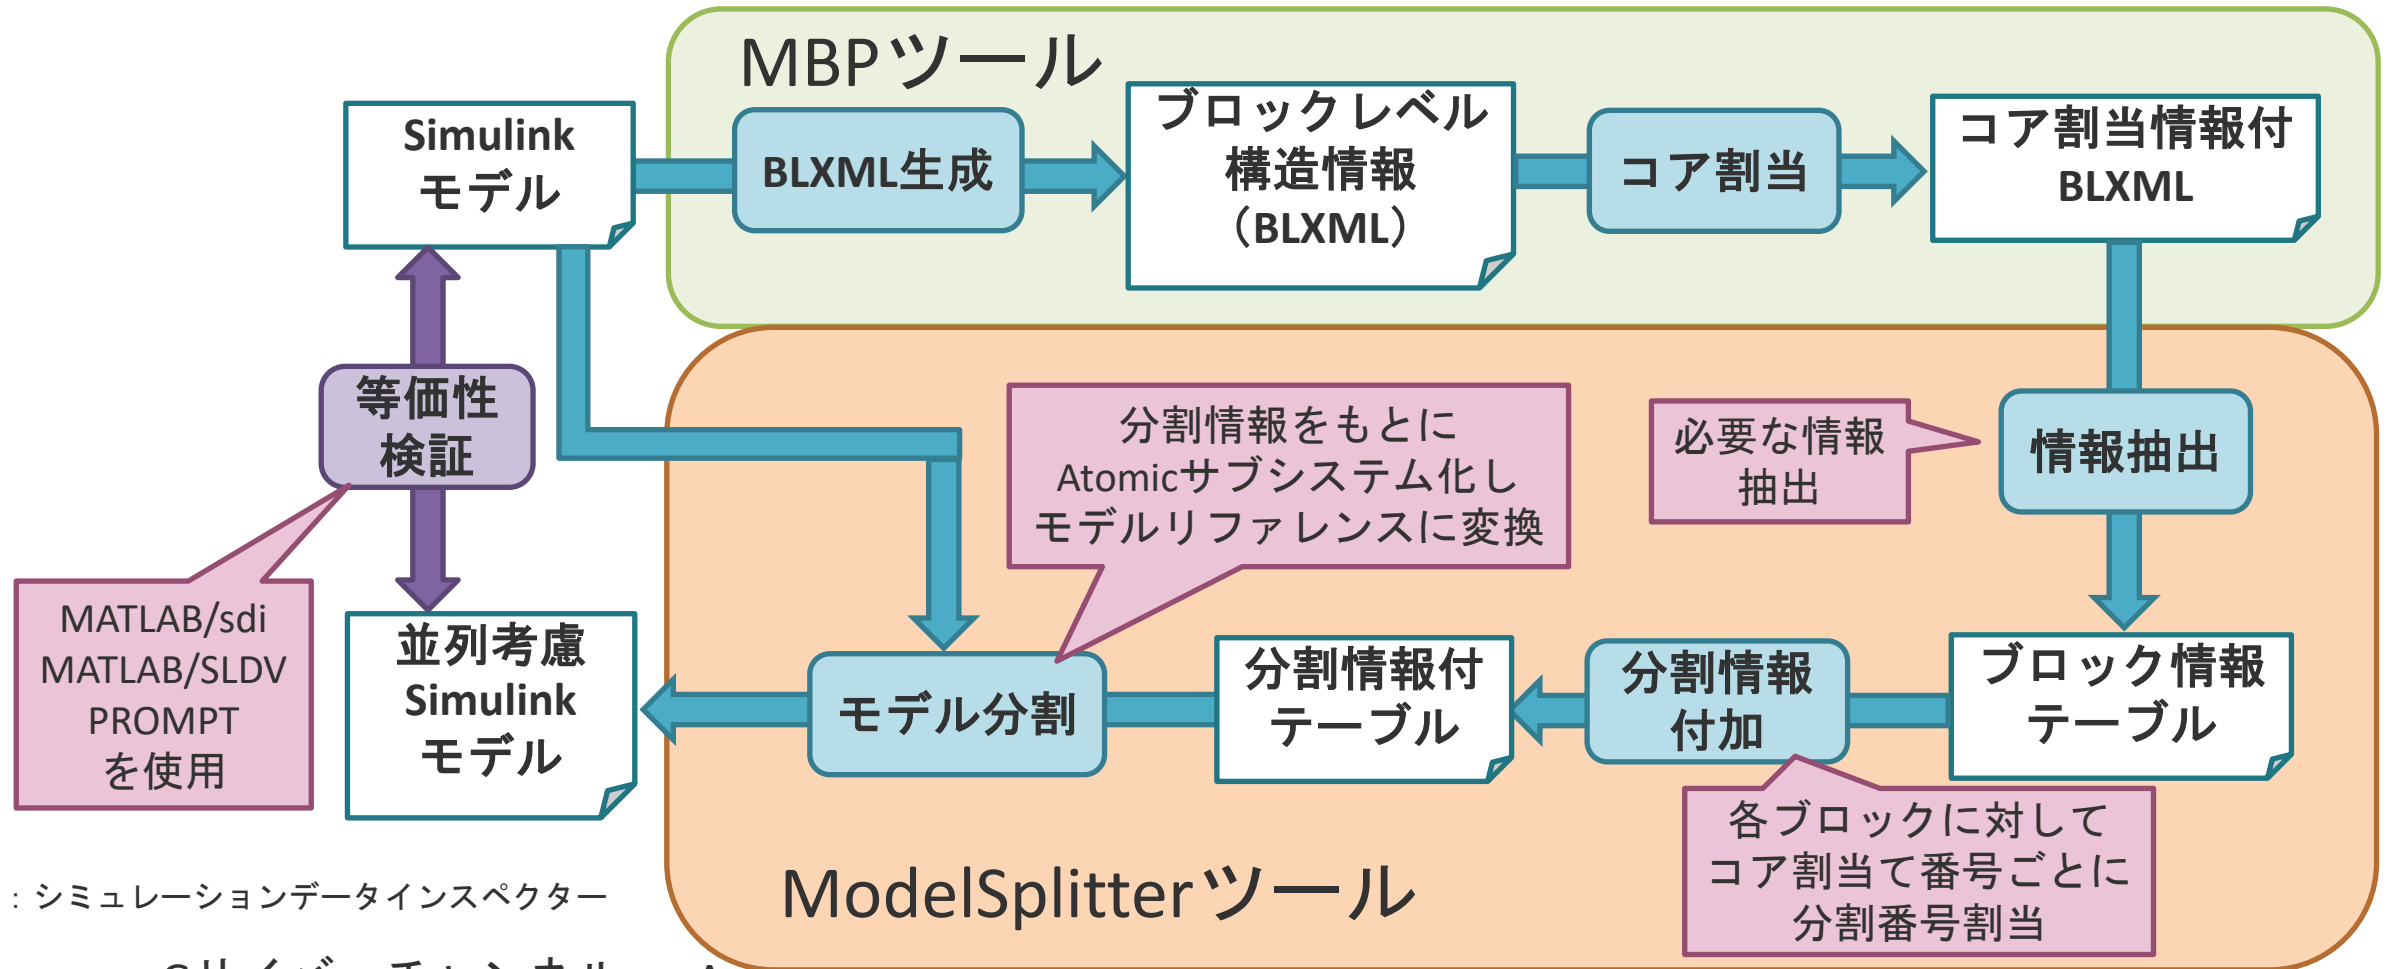 MBPツール
Simulink
モデル
BLXML生成
ブロックレベル
構造情報
（BLXML）
コア割当
コア割当情報付
BLXML
等価性
検証
分割情報をもとに
Atomicサブシステム化し
モデルリファレンスに変換
必要な情報
抽出
情報抽出
MATLAB/sdi
MATLAB/SLDV
PROMPT
を使用
並列考慮
Simulink
モデル
モデル分割
分割情報付
テーブル
分割情報
付加
ブロック情報
テーブル
各ブロックに対して
コア割当て番号ごとに
分割番号割当
ModelSplitterツール
：シミュレーションデータインスペクター